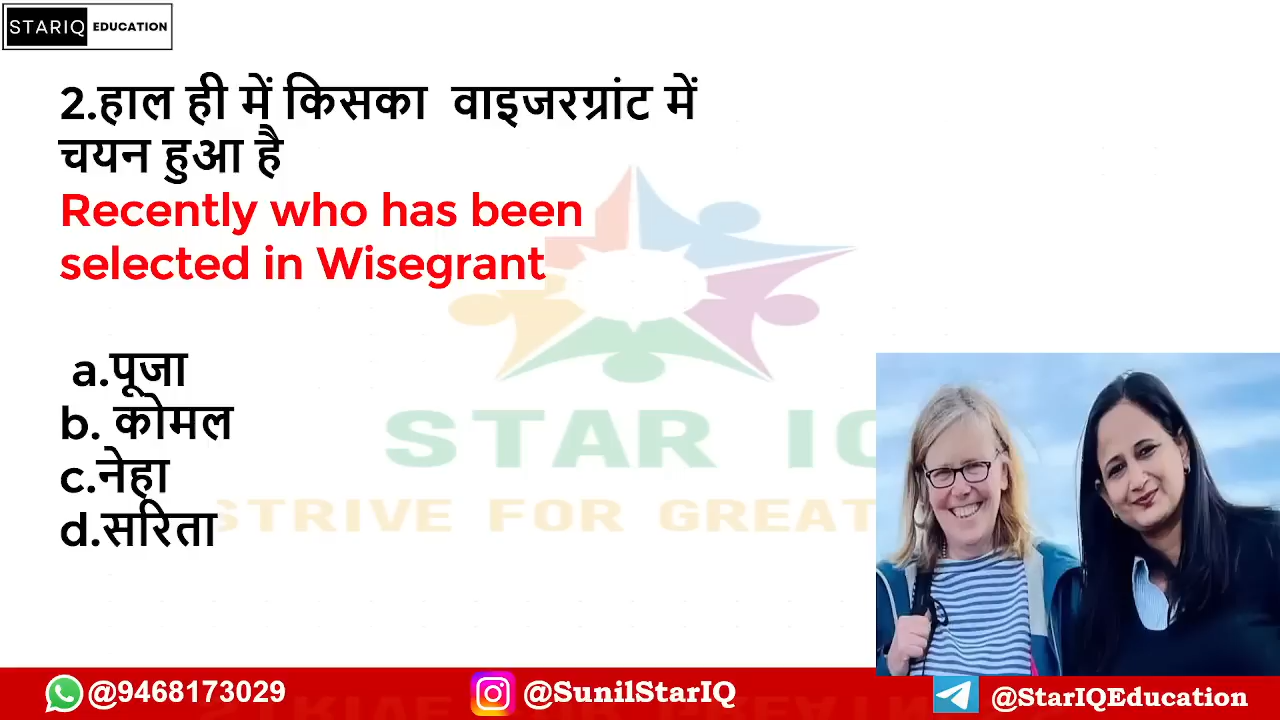 STARIQ EDUCATION
2.हाल ही में किसका वाइजरग्रांट में
चयन हुआ है
Recently who has been
selected in Wisegrant
a.पूजा
b. कोमल
c.नेहा
d.सरिता
STAR IQ
STRIVE FOR GREAT
@9468173029 @SunilStarIQ @StarIQEducation